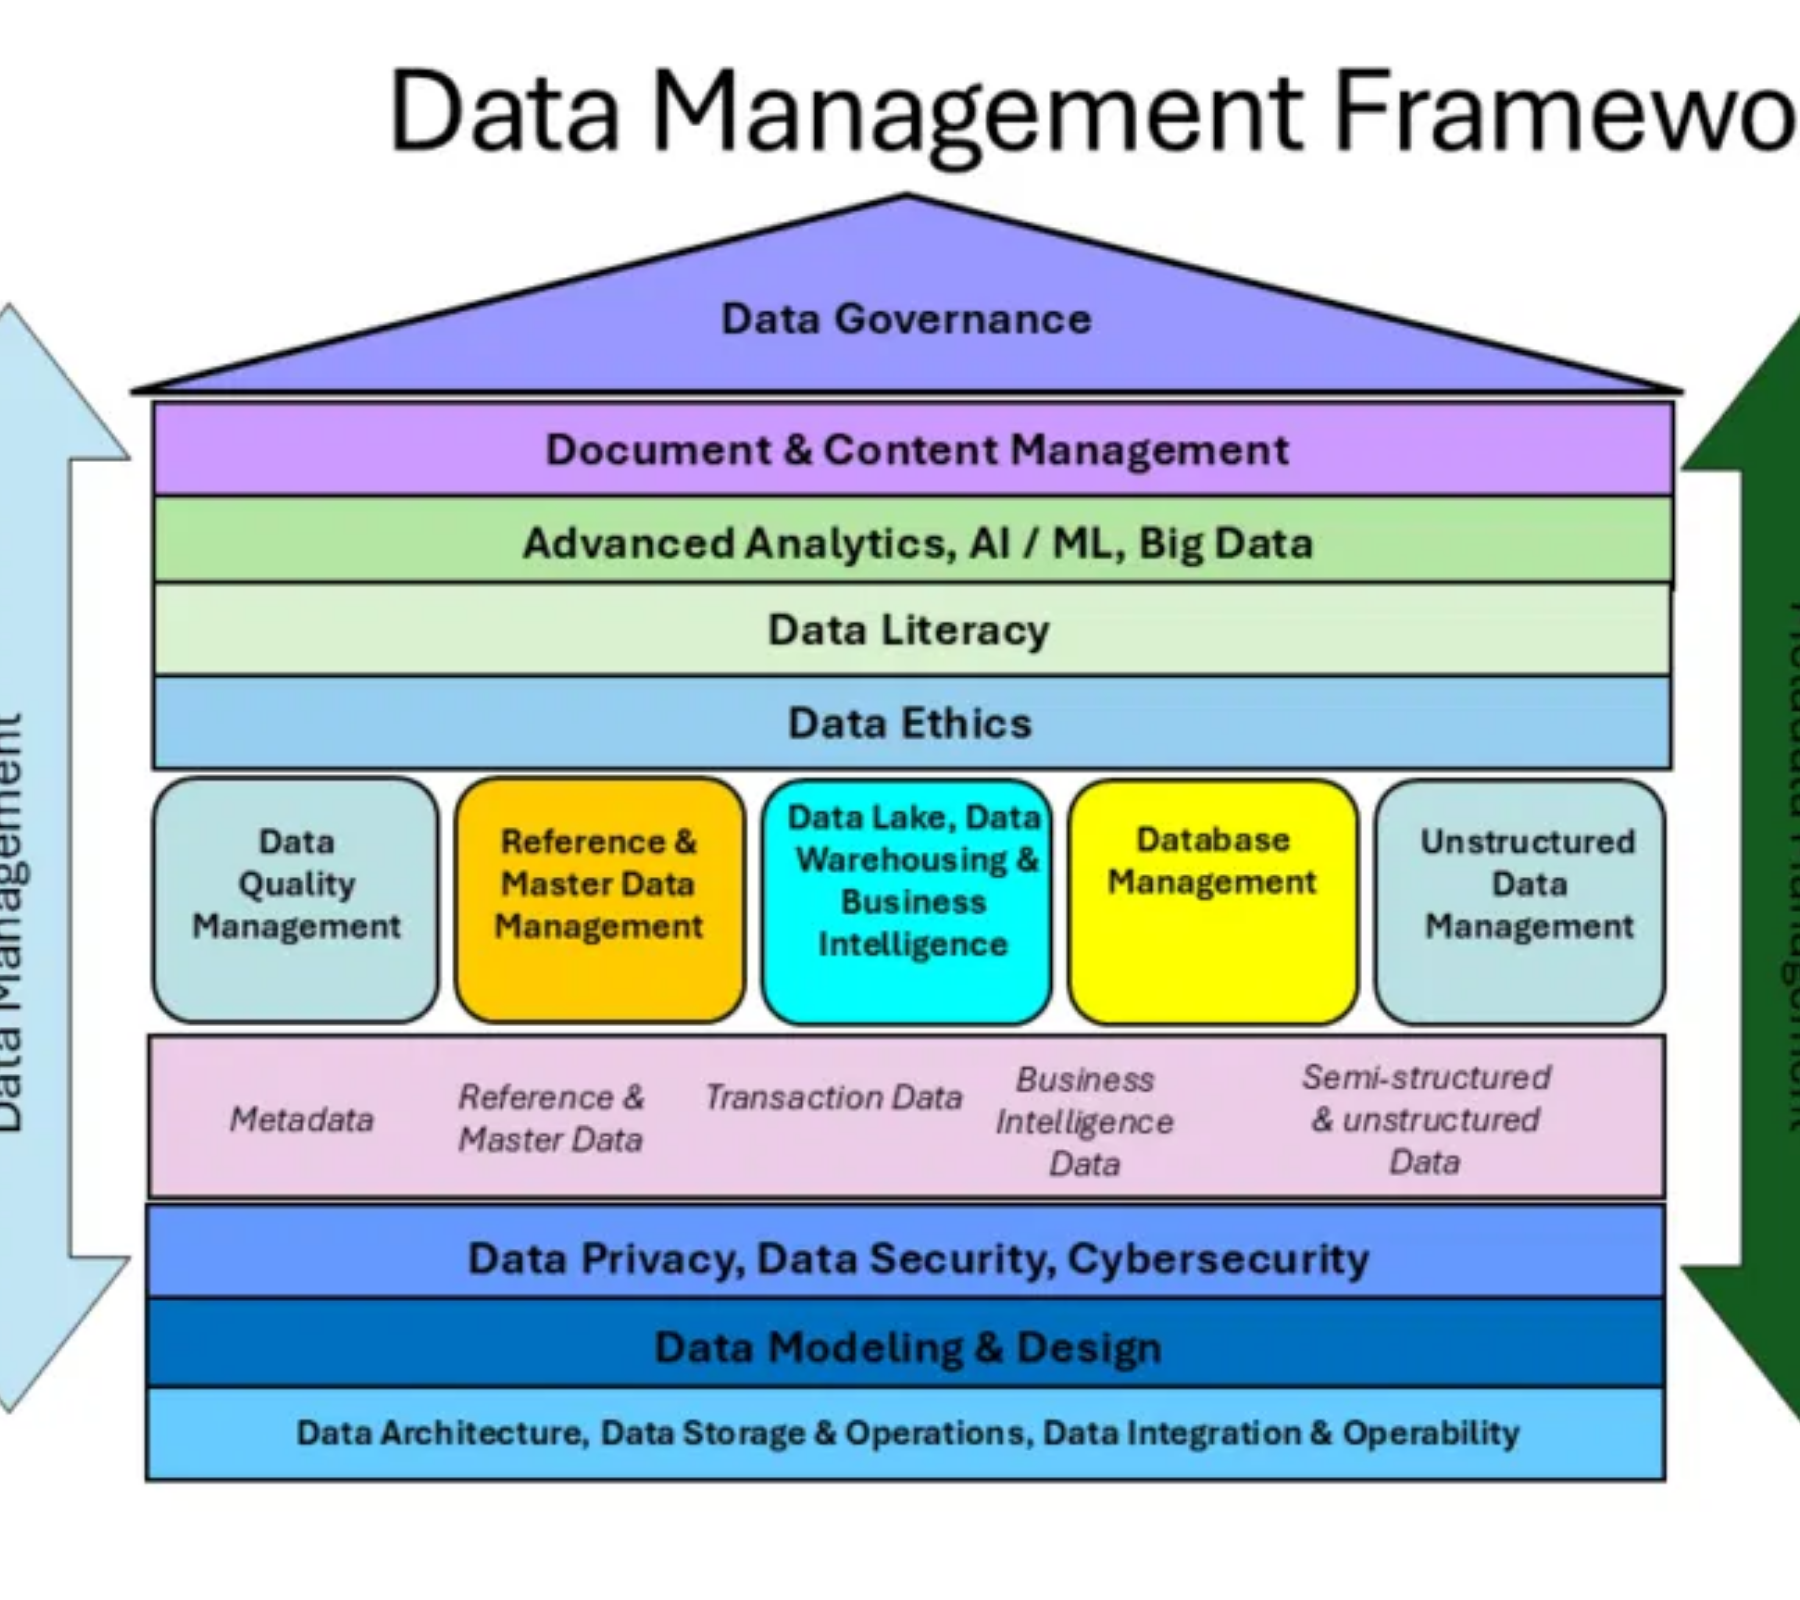 Data Management Framewo
Data Governance
Document & Content Management
Advanced Analytics, AI / ML, Big Data
Data Literacy
Data Ethics
Data
Quality
Management
Reference &
Master Data
Management
Data Lake, Data
Warehousing &
Business
Intelligence
Database
Management
Unstructured
Data
Management
Metadata
Reference &
Master Data
Transaction Data
Business
Intelligence
Data
Semi-structured
& unstructured
Data
Data Privacy, Data Security, Cybersecurity
Data Modeling & Design
Data Architecture, Data Storage & Operations, Data Integration & Operability
Data Management